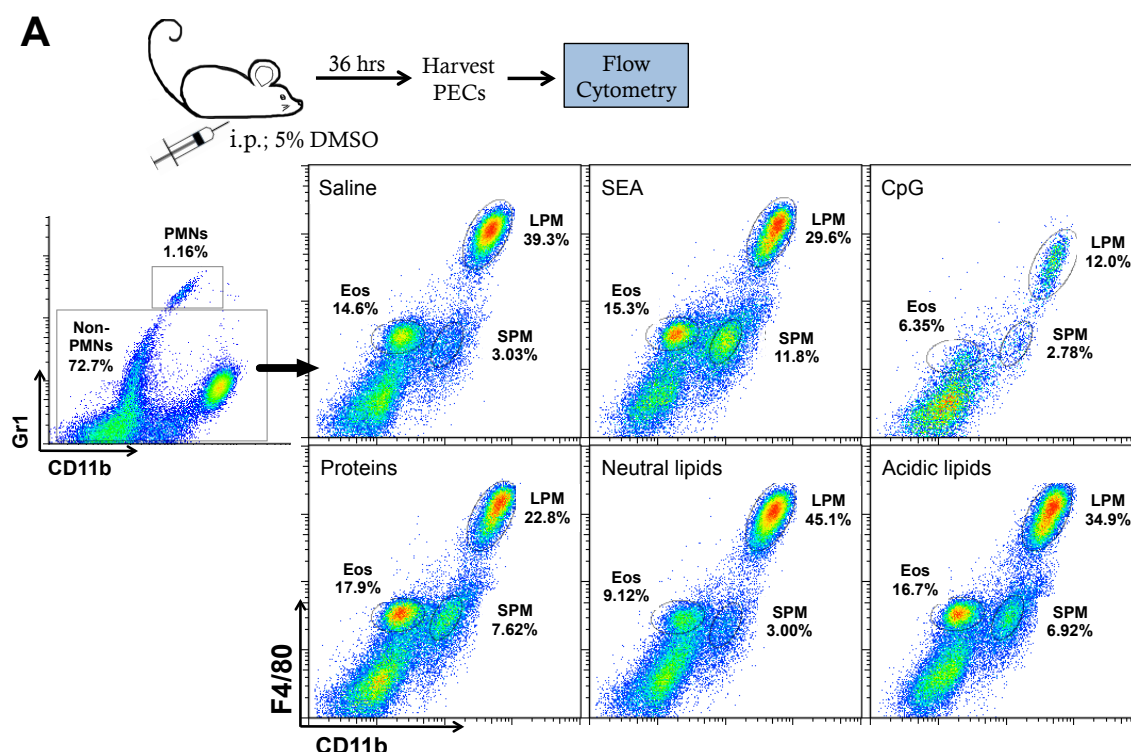 A
36 hrs
Harvest
PECs
Flow
Cytometry
i.p.; 5% DMSO
PMNs
1.16%
Non-
PMNs
72.7%
Gr1
CD11b
Saline
LPM
39.3%
Eos
14.6%
SPM
3.03%
SEA
LPM
29.6%
Eos
15.3%
SPM
11.8%
CpG
LPM
12.0%
Eos
6.35%
SPM
2.78%
Proteins
LPM
22.8%
Eos
17.9%
SPM
7.62%
Neutral lipids
LPM
45.1%
Eos
9.12%
SPM
3.00%
Acidic lipids
LPM
34.9%
Eos
16.7%
SPM
6.92%
F4/80
CD11b